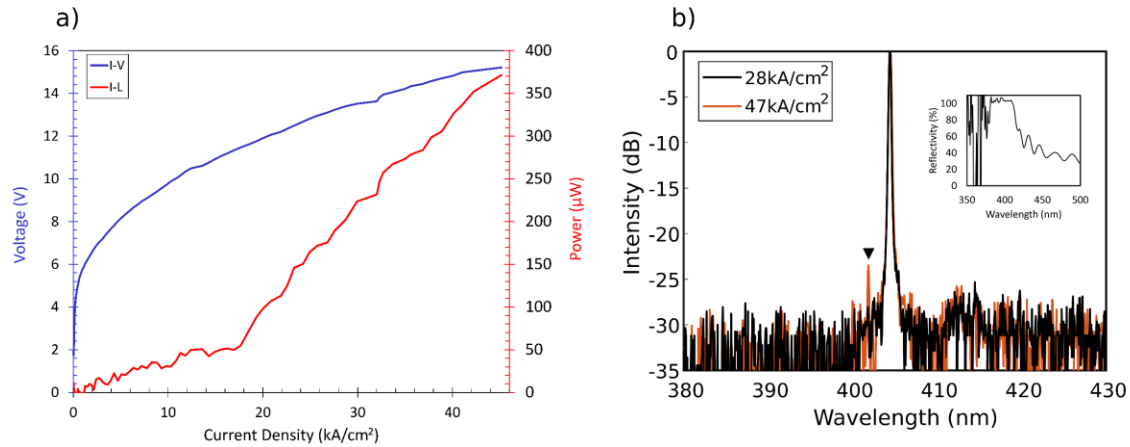 a)
I-V
I-L
16
14
12
10
8
6
4
2
0
Voltage (V)
400
350
300
250
200
150
100
50
0
Power (µW)
0 10 20 30 40
Current Density (kA/cm²)
b)
28kA/cm²
47kA/cm²
0
-5
-10
-15
-20
-25
-30
-35
Intensity (dB)
380 390 400 410 420 430
Wavelength (nm)
100
80
60
40
20
0
Reflectivity (%)
350 400 450 500
Wavelength (nm)